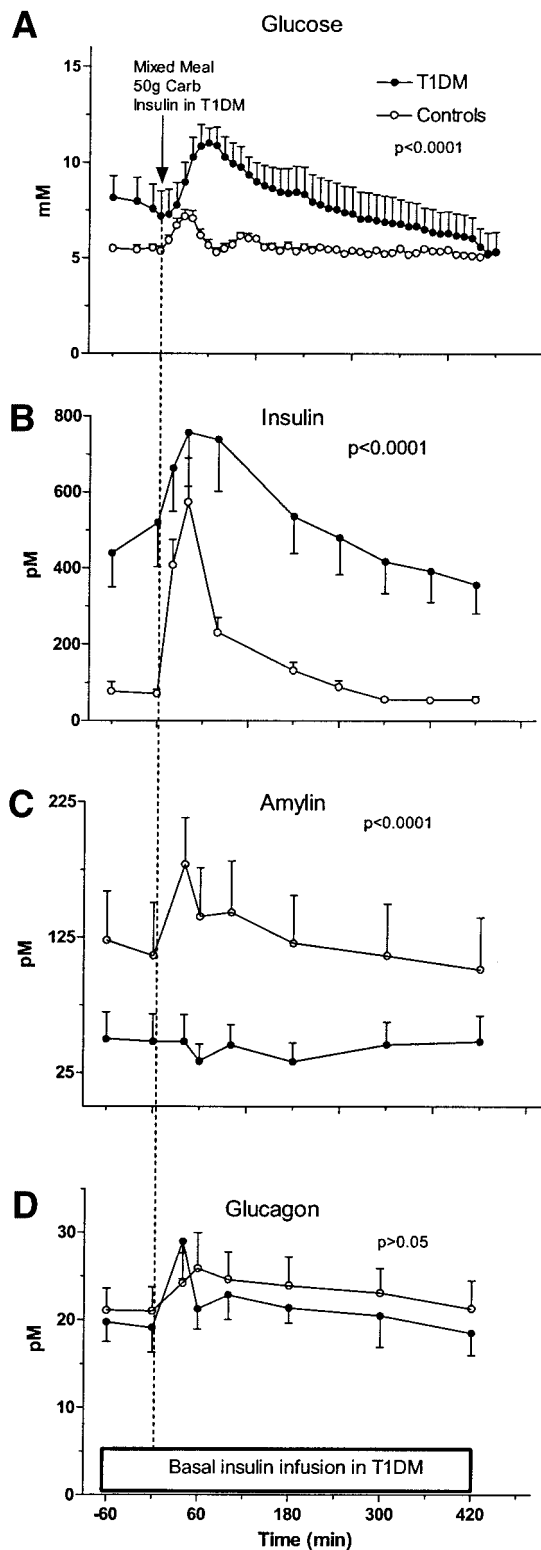 A
Glucose
15
10
5
0
mM
Mixed Meal
50g Carb
Insulin in T1DM
T1DM
Controls
p<0.0001
B
Insulin
800
600
400
200
0
pM
p<0.0001
C
Amylin
225
125
25
pM
p<0.0001
D
Glucagon
30
20
10
0
pM
p>0.05
Basal insulin infusion in T1DM
-60
60
180
300
420
Time (min)